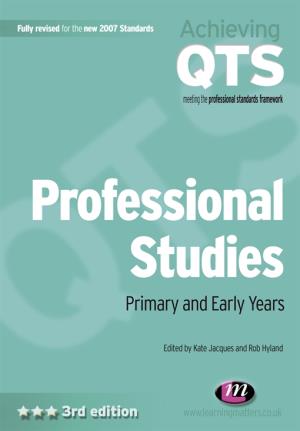 Fully revised for the new 2007 Standards
Achieving
QTS
meeting the professional standards framework
QTS
Professional
Studies
Primary and Early Years
Edited by Kate Jacques and Rob Hyland
m
3rd edition
www.learningmatters.co.uk